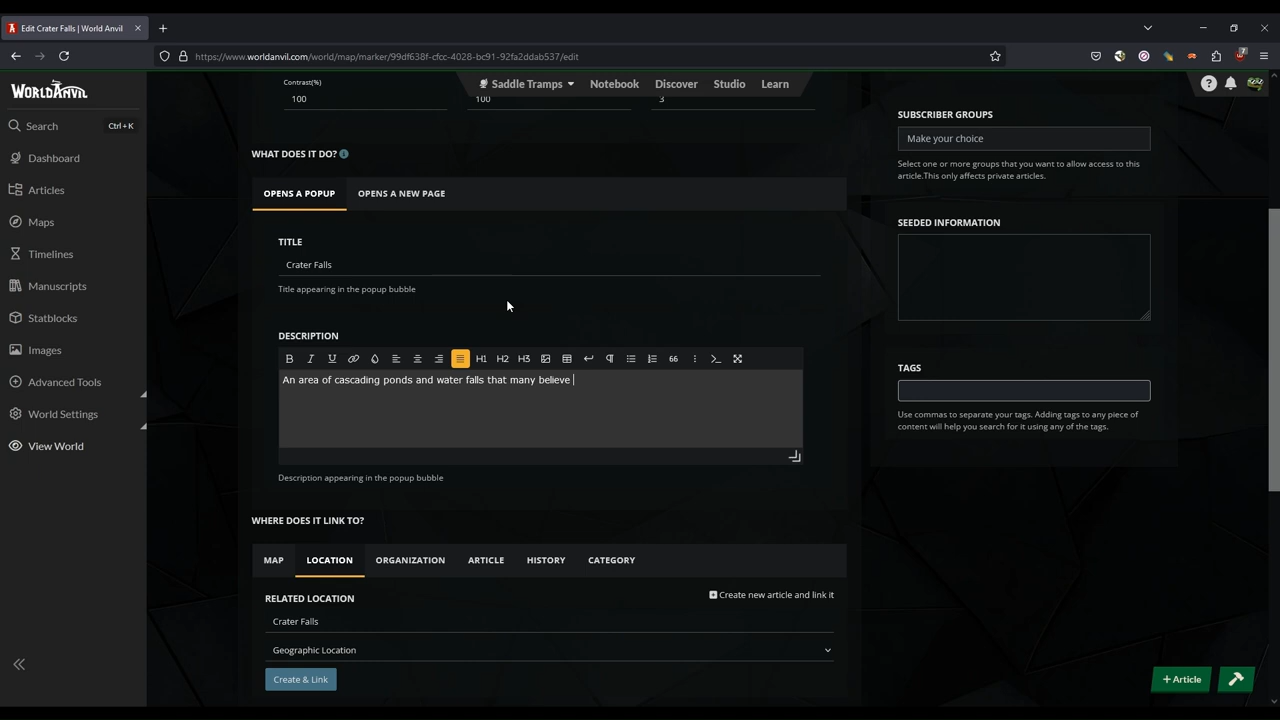 Edit Crater Falls | World Anvil
https://www.worldanvil.com/world/map/marker/99df638f-cfcc-4028-bc91-92fa2ddab537/edit
7
WORLDANVIL
Saddle Tramps
Notebook
Discover
Studio
Learn
Search
Ctrl+K
Dashboard
Articles
Maps
Timelines
Manuscripts
Statblocks
Images
Advanced Tools
World Settings
View World
Contrast(%)
100
100
3
WHAT DOES IT DO?
OPENS A POPUP
OPENS A NEW PAGE
TITLE
Crater Falls
Title appearing in the popup bubble
DESCRIPTION
B I U H1 H2 H3 66
An area of cascading ponds and water falls that many believe
Description appearing in the popup bubble
WHERE DOES IT LINK TO?
MAP
LOCATION
ORGANIZATION
ARTICLE
HISTORY
CATEGORY
Create new article and link it
RELATED LOCATION
Crater Falls
Geographic Location
Create & Link
SUBSCRIBER GROUPS
Make your choice
Select one or more groups that you want to allow access to this
article.This only affects private articles.
SEEDED INFORMATION
TAGS
Use commas to separate your tags. Adding tags to any piece of
content will help you search for it using any of the tags.
+ Article